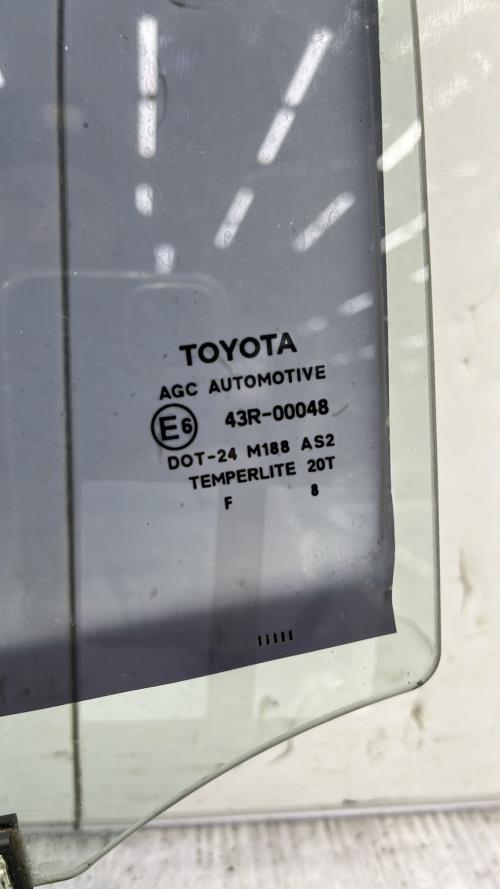 TOYOTA
AGC AUTOMOTIVE
E6 43R-00048
DOT-24 M188 AS2
TEMPERLITE 20T
F 8